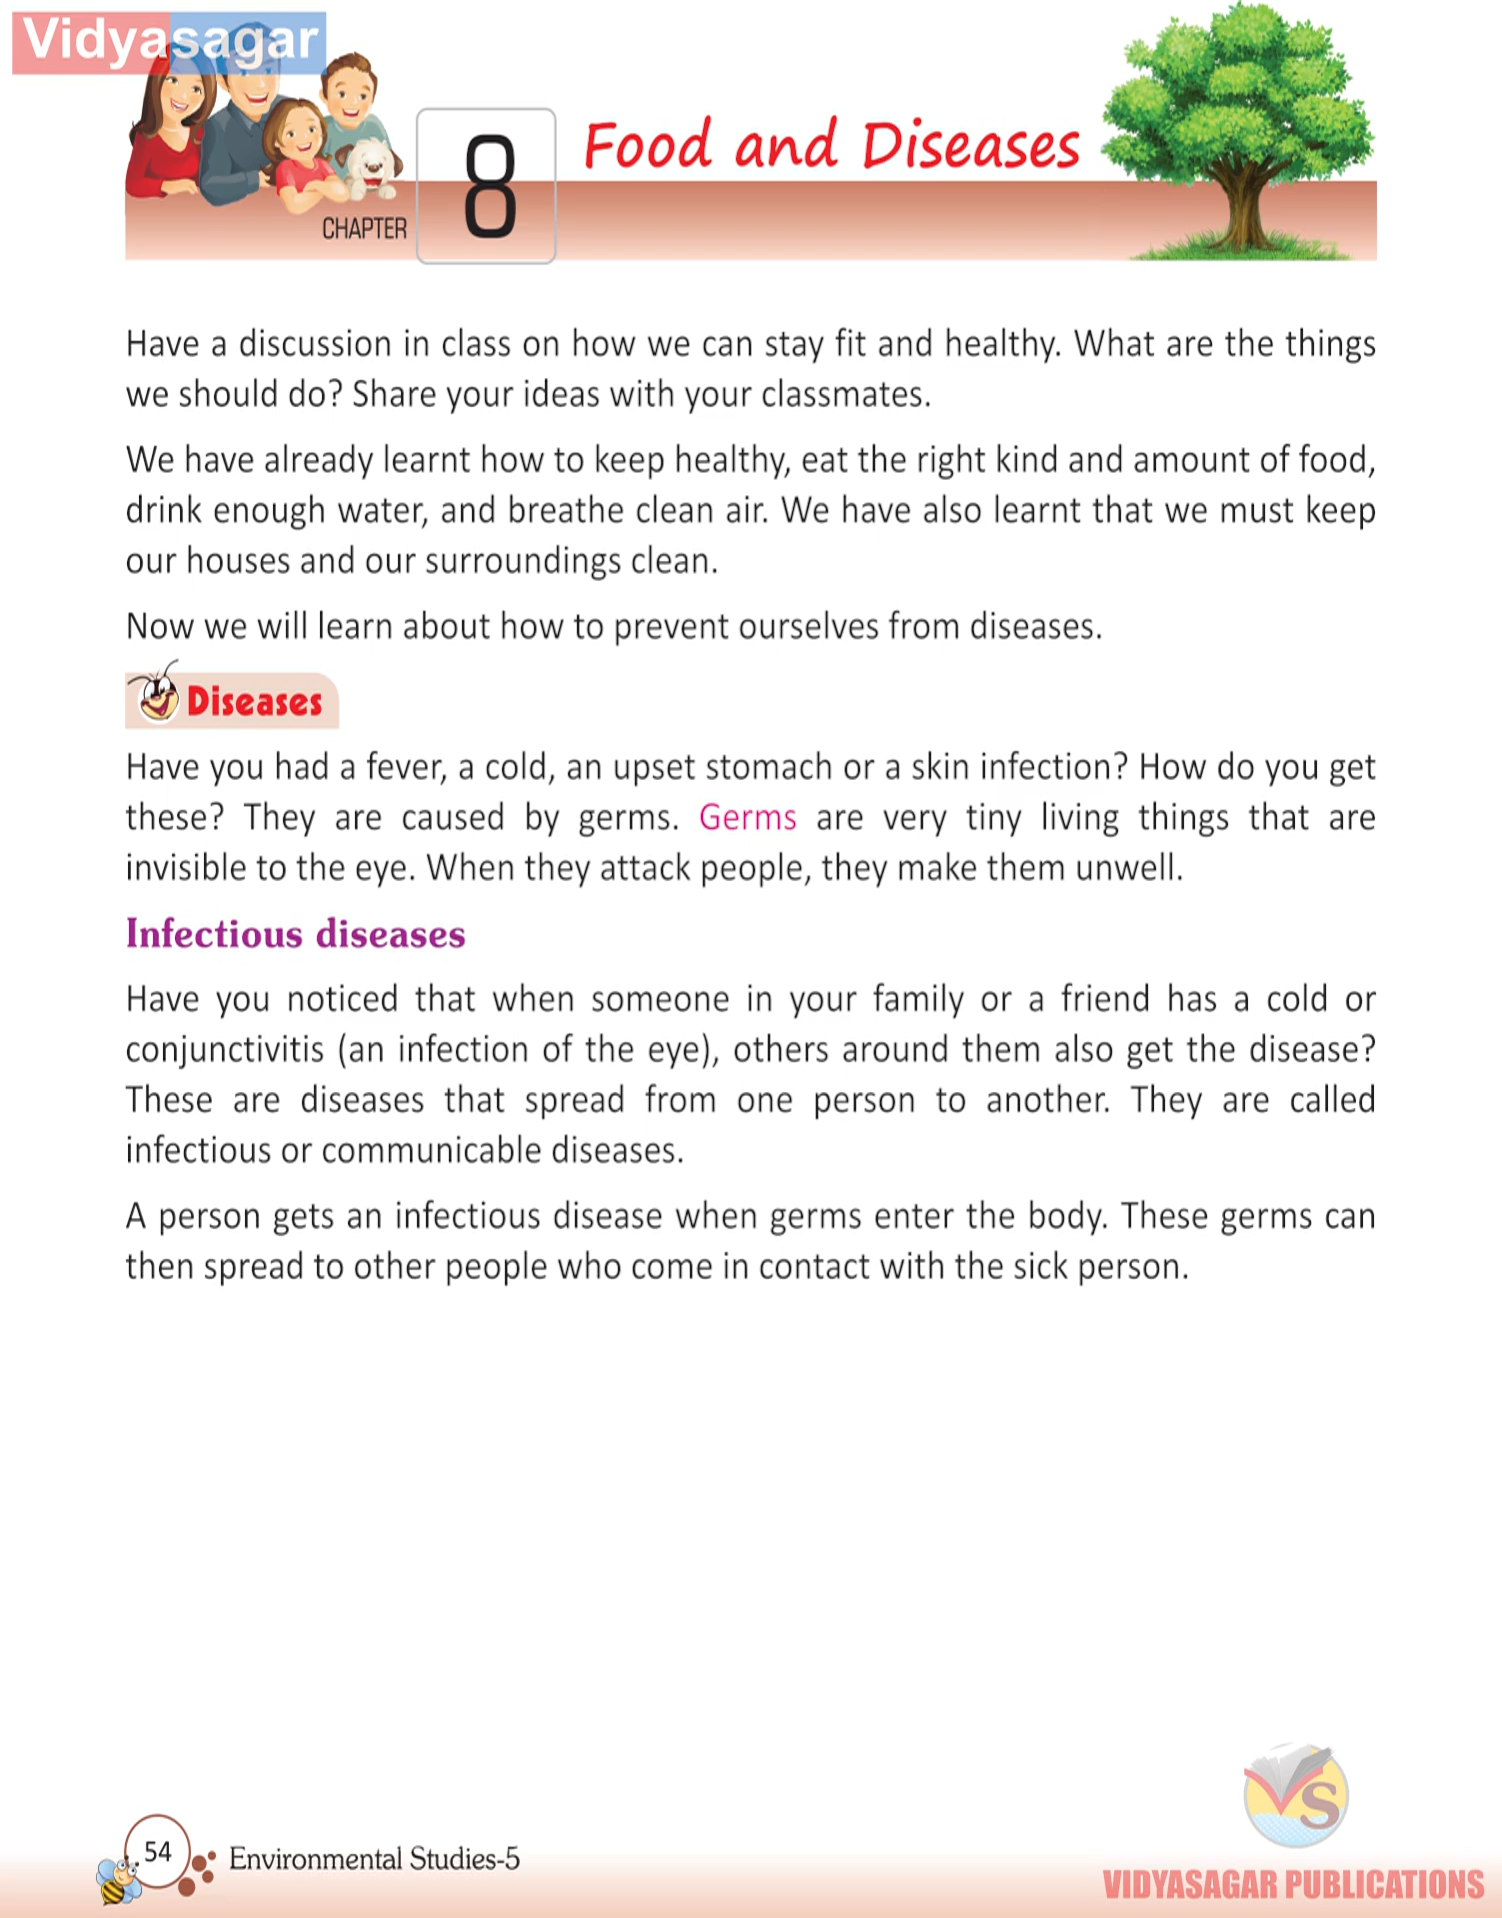 Vidyasagar
CHAPTER
8
Food and Diseases
Have a discussion in class on how we can stay fit and healthy. What are the things
we should do? Share your ideas with your classmates.
We have already learnt how to keep healthy, eat the right kind and amount of food,
drink enough water, and breathe clean air. We have also learnt that we must keep
our houses and our surroundings clean.
Now we will learn about how to prevent ourselves from diseases.
Diseases
Have you had a fever, a cold, an upset stomach or a skin infection? How do you get
these? They are caused by germs. Germs are very tiny living things that are
invisible to the eye. When they attack people, they make them unwell.
Infectious diseases
Have you noticed that when someone in your family or a friend has a cold or
conjunctivitis (an infection of the eye), others around them also get the disease?
These are diseases that spread from one person to another. They are called
infectious or communicable diseases.
A person gets an infectious disease when germs enter the body. These germs can
then spread to other people who come in contact with the sick person.
VS
54
Environmental Studies-5
VIDYASAGAR PUBLICATIONS